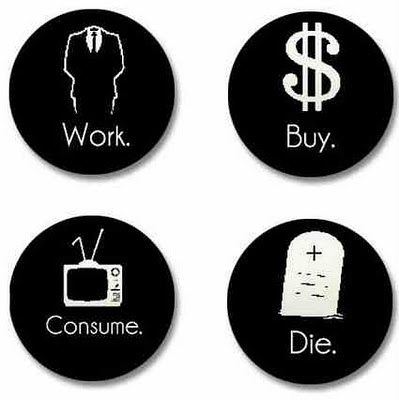 Work.
Buy.
Consume.
Die.